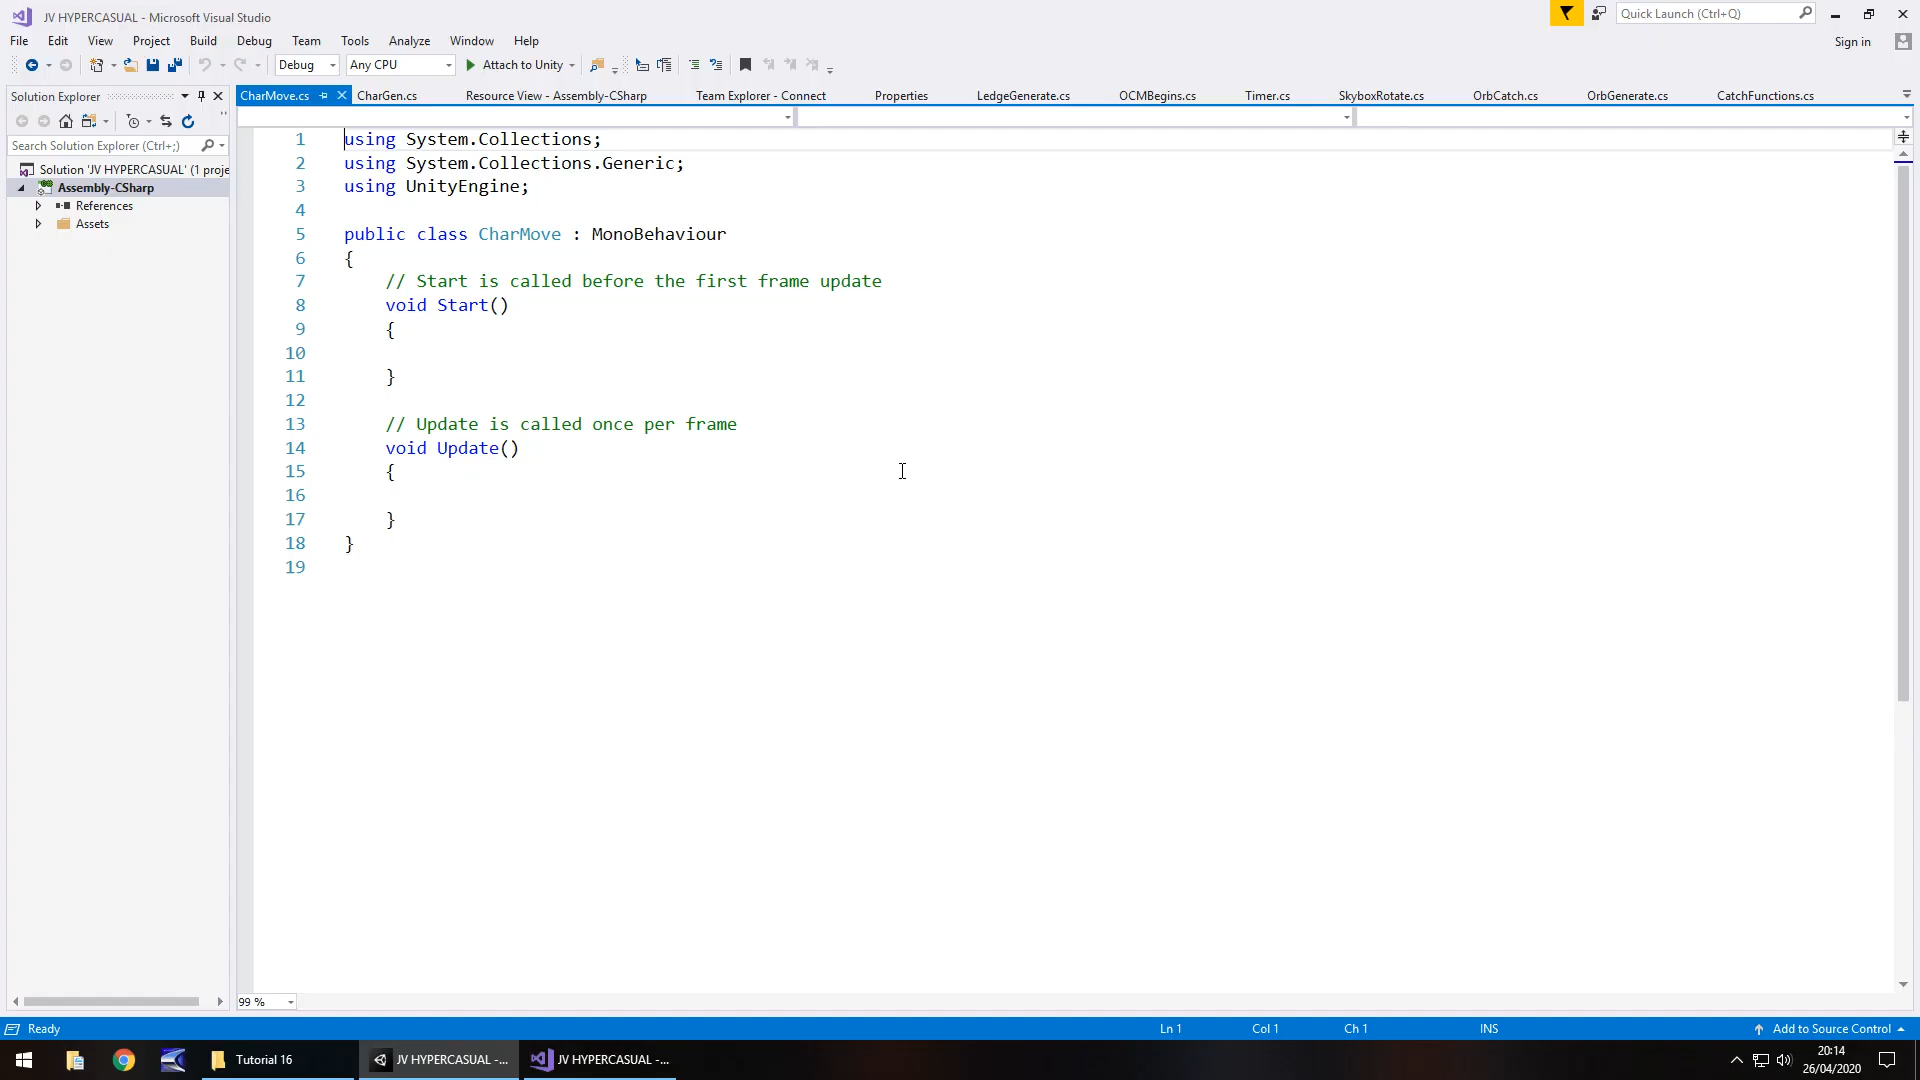 JV HYPERCASUAL - Microsoft Visual Studio
Quick Launch (Ctrl+Q)
File Edit View Project Build Debug Team Tools Analyze Window Help
Sign in
Debug Any CPU Attach to Unity
Solution Explorer
CharMove.cs CharGen.cs Resource View - Assembly-CSharp Team Explorer - Connect Properties LedgeGenerate.cs OCMBegins.cs Timer.cs SkyboxRotate.cs OrbCatch.cs OrbGenerate.cs CatchFunctions.cs
Search Solution Explorer (Ctrl+;)
Solution 'JV HYPERCASUAL' (1 proje
Assembly-CSharp
References
Assets
1 using System.Collections;
2 using System.Collections.Generic;
3 using UnityEngine;
4
5 public class CharMove : MonoBehaviour
6 {
7 // Start is called before the first frame update
8 void Start()
9 {
10
11 }
12
13 // Update is called once per frame
14 void Update()
15 {
16
17 }
18 }
19
99 %
Ready Ln 1 Col 1 Ch 1 INS Add to Source Control
Tutorial 16 JV HYPERCASUAL -... JV HYPERCASUAL -...
20:14
26/04/2020